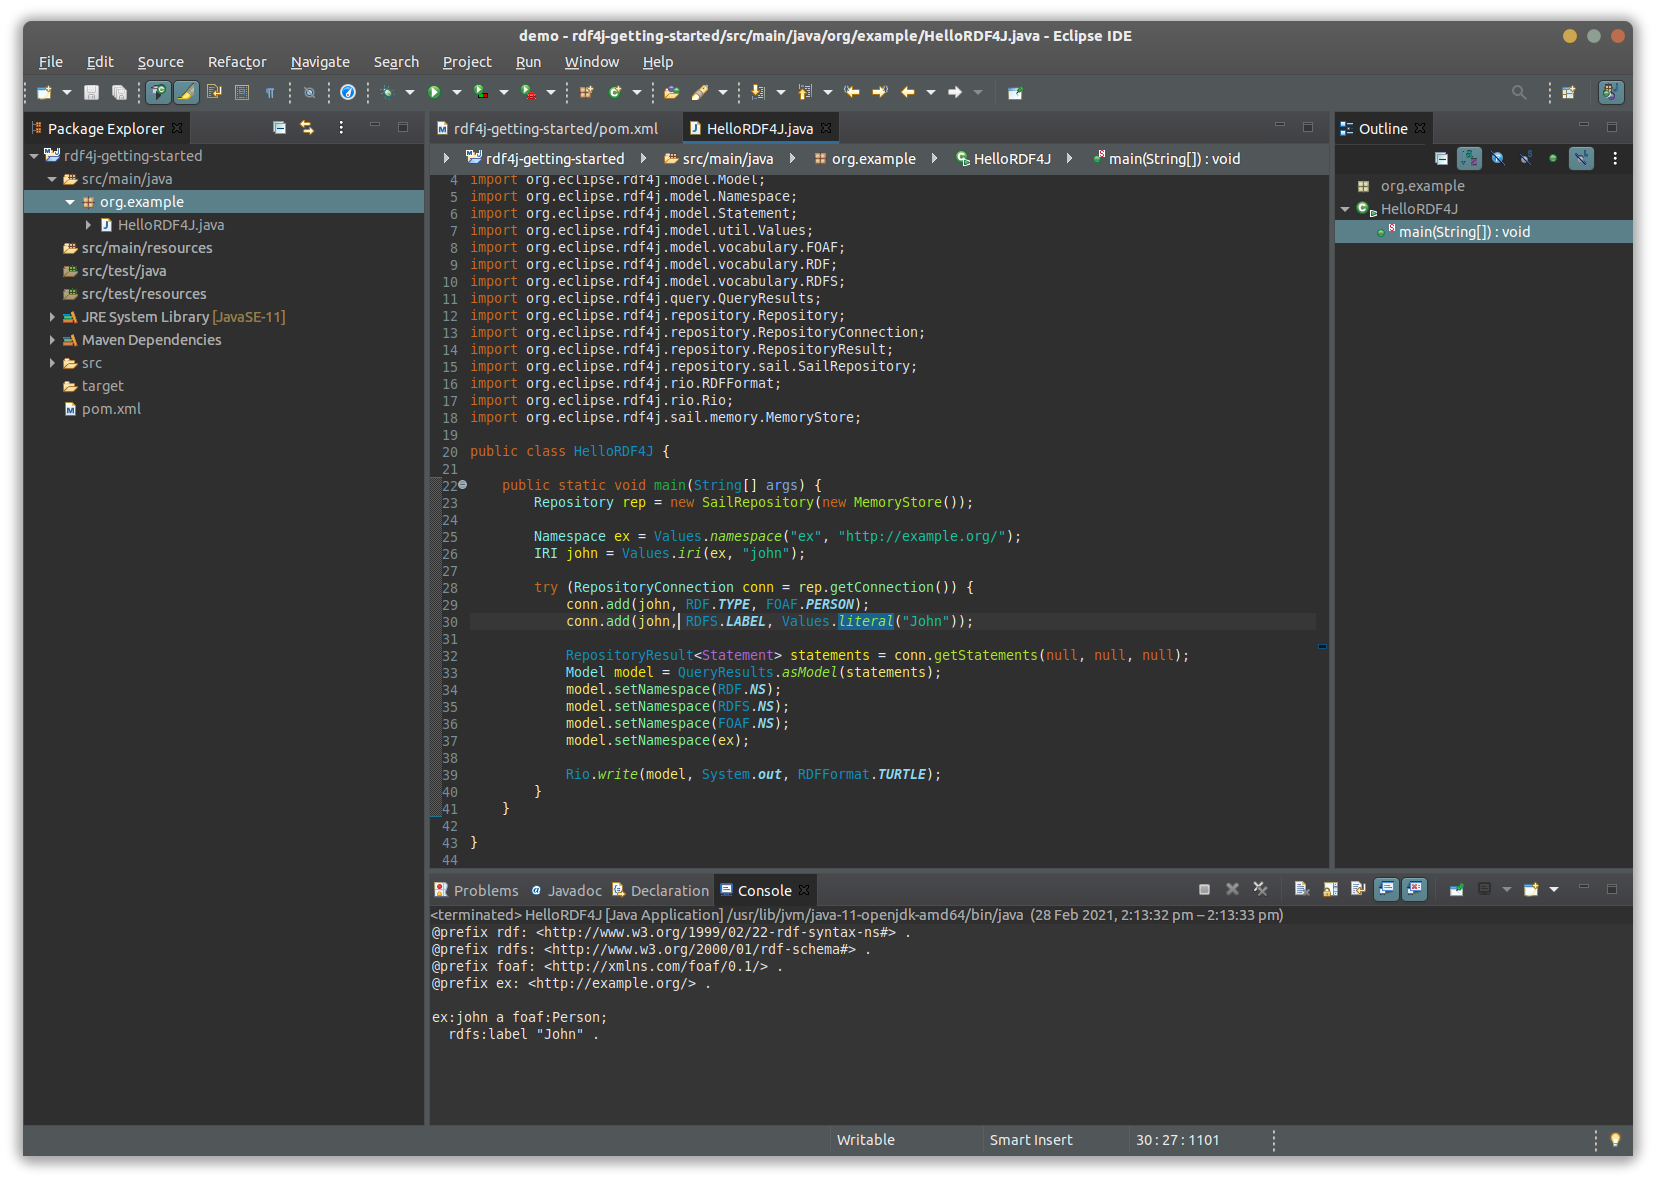 demo - rdf4j-getting-started/src/main/java/org/example/HelloRDF4J.java - Eclipse IDE
File Edit Source Refactor Navigate Search Project Run Window Help
Package Explorer
rdf4j-getting-started
src/main/java
org.example
HelloRDF4J.java
src/main/resources
src/test/java
src/test/resources
JRE System Library [JavaSE-11]
Maven Dependencies
src
target
pom.xml
rdf4j-getting-started/pom.xml HelloRDF4J.java
rdf4j-getting-started src/main/java org.example HelloRDF4J main(String[]) : void
4 import org.eclipse.rdf4j.model.Model;
5 import org.eclipse.rdf4j.model.Namespace;
6 import org.eclipse.rdf4j.model.Statement;
7 import org.eclipse.rdf4j.model.util.Values;
8 import org.eclipse.rdf4j.model.vocabulary.FOAF;
9 import org.eclipse.rdf4j.model.vocabulary.RDF;
10 import org.eclipse.rdf4j.model.vocabulary.RDFS;
11 import org.eclipse.rdf4j.query.QueryResults;
12 import org.eclipse.rdf4j.repository.Repository;
13 import org.eclipse.rdf4j.repository.RepositoryConnection;
14 import org.eclipse.rdf4j.repository.RepositoryResult;
15 import org.eclipse.rdf4j.repository.sail.SailRepository;
16 import org.eclipse.rdf4j.rio.RDFFormat;
17 import org.eclipse.rdf4j.rio.Rio;
18 import org.eclipse.rdf4j.sail.memory.MemoryStore;
19
20 public class HelloRDF4J {
21
22 public static void main(String[] args) {
23 Repository rep = new SailRepository(new MemoryStore());
24
25 Namespace ex = Values.namespace("ex", "http://example.org/");
26 IRI john = Values.iri(ex, "john");
27
28 try (RepositoryConnection conn = rep.getConnection()) {
29 conn.add(john, RDF.TYPE, FOAF.PERSON);
30 conn.add(john, RDFS.LABEL, Values.literal("John"));
31
32 RepositoryResult<Statement> statements = conn.getStatements(null, null, null);
33 Model model = QueryResults.asModel(statements);
34 model.setNamespace(RDF.NS);
35 model.setNamespace(RDFS.NS);
36 model.setNamespace(FOAF.NS);
37 model.setNamespace(ex);
38
39 Rio.write(model, System.out, RDFFormat.TURTLE);
40 }
41 }
42
43 }
44
Outline
org.example
HelloRDF4J
main(String[]) : void
Problems Javadoc Declaration Console
<terminated> HelloRDF4J [Java Application] /usr/lib/jvm/java-11-openjdk-amd64/bin/java (28 Feb 2021, 2:13:32 pm – 2:13:33 pm)
@prefix rdf: <http://www.w3.org/1999/02/22-rdf-syntax-ns#> .
@prefix rdfs: <http://www.w3.org/2000/01/rdf-schema#> .
@prefix foaf: <http://xmlns.com/foaf/0.1/> .
@prefix ex: <http://example.org/> .
ex:john a foaf:Person;
rdfs:label "John" .
Writable Smart Insert 30 : 27 : 1101